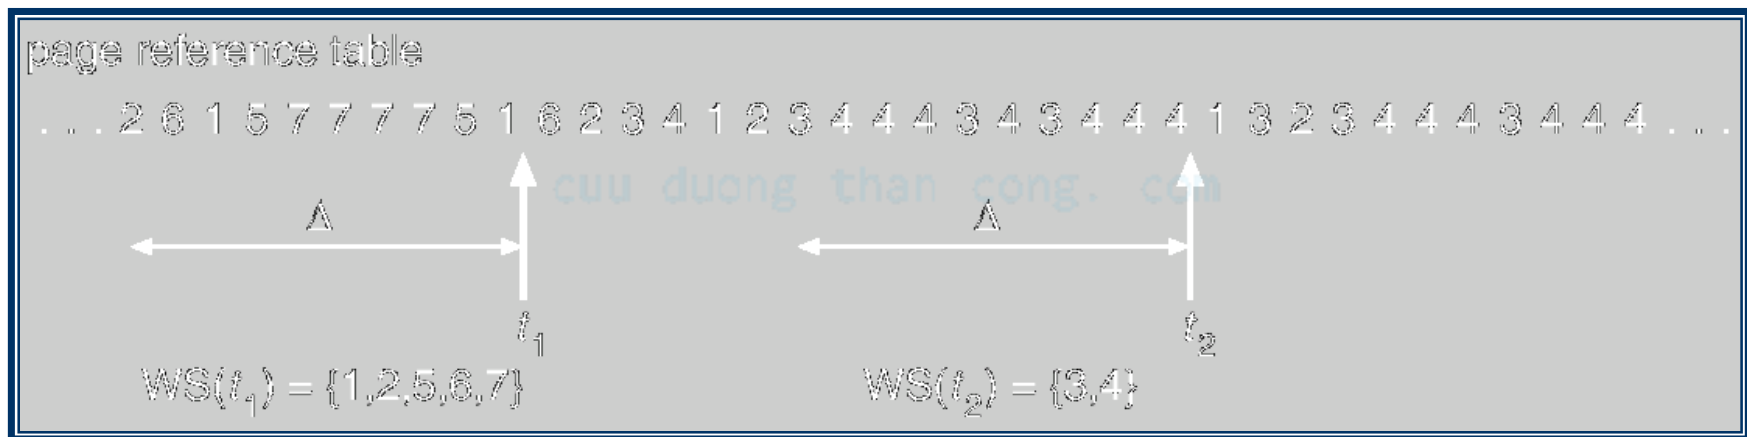 page reference table
. . . 2 6 1 5 7 7 7 7 5 1 6 2 3 4 1 2 3 4 4 4 3 4 3 4 4 4 1 3 2 3 4 4 4 3 4 4 4 . . .
cuu duong than cong. com
Δ Δ
t₁ t₂
WS(t₁) = {1,2,5,6,7} WS(t₂) = {3,4}